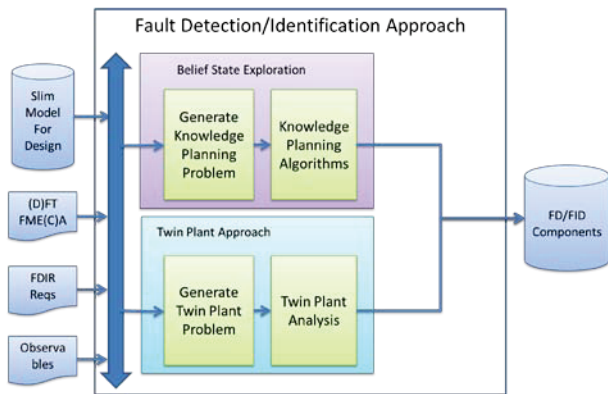 Fault Detection/Identification Approach
Belief State Exploration
Slim
Model
For
Design
Generate
Knowledge
Planning
Problem
Knowledge
Planning
Algorithms
(D)FT
FME(C)A
FD/FID
Components
Twin Plant Approach
FDIR
Reqs
Generate
Twin Plant
Problem
Twin Plant
Analysis
Observa
bles